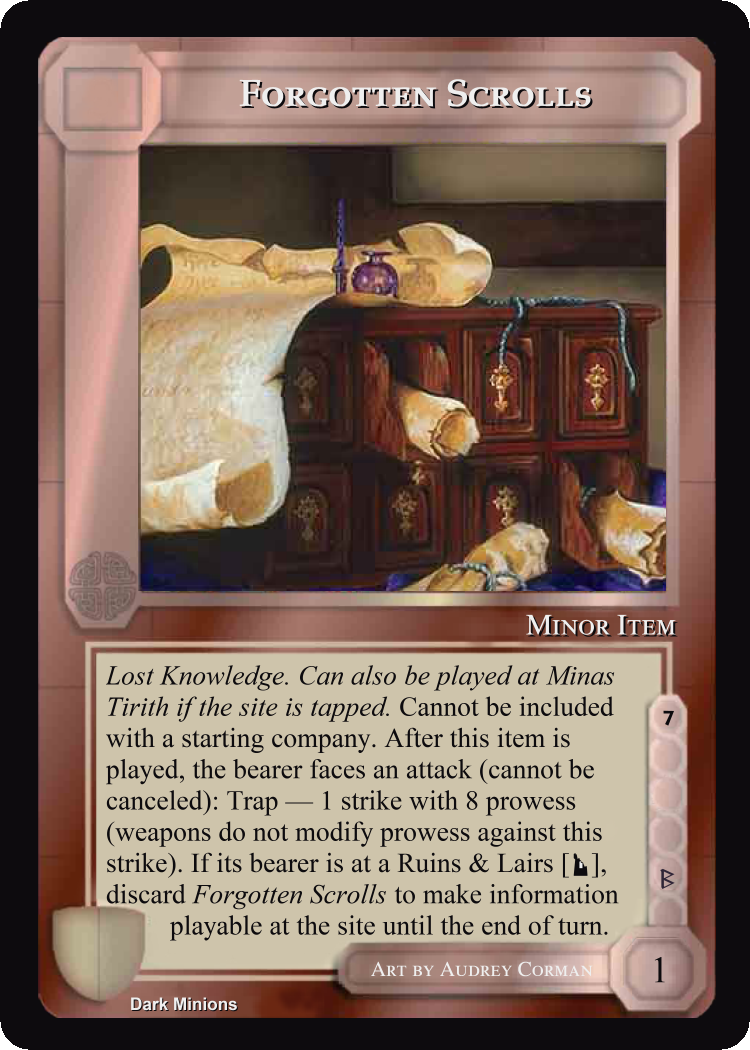 Forgotten Scrolls
Minor Item
Lost Knowledge. Can also be played at Minas
Tirith if the site is tapped. Cannot be included
with a starting company. After this item is
played, the bearer faces an attack (cannot be
canceled): Trap — 1 strike with 8 prowess
(weapons do not modify prowess against this
strike). If its bearer is at a Ruins & Lairs [],
discard Forgotten Scrolls to make information
playable at the site until the end of turn.
7
ᛒ
Art by Audrey Corman
1
Dark Minions